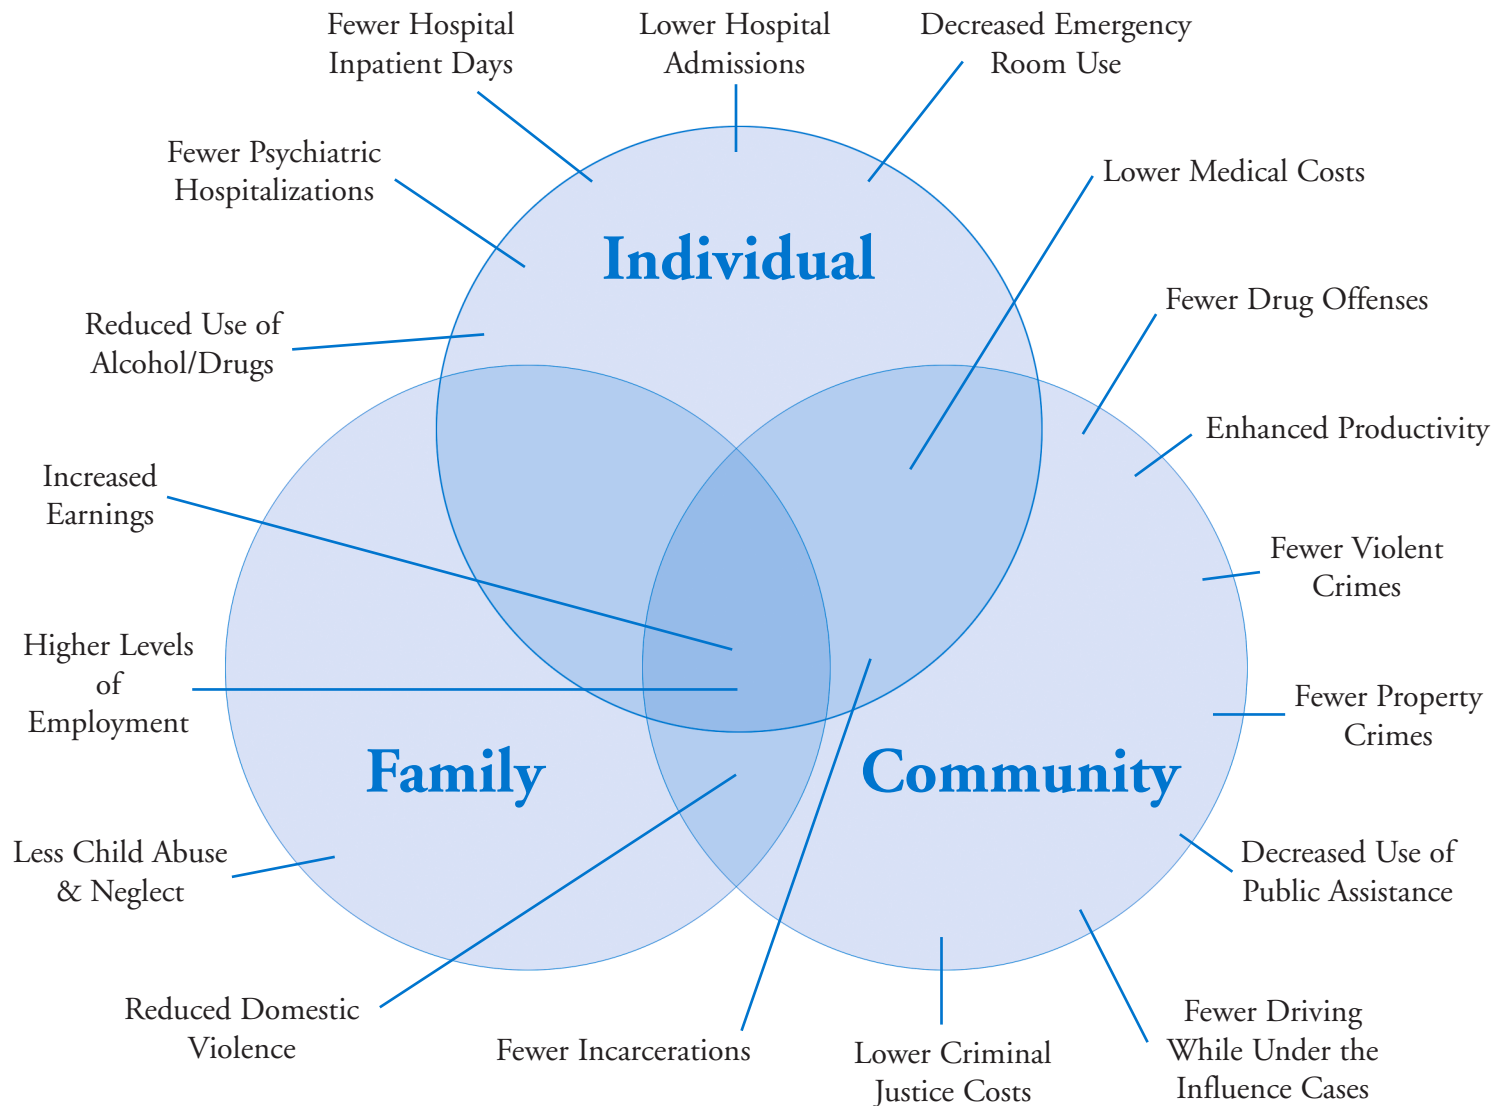 Fewer Hospital
Inpatient Days
Lower Hospital
Admissions
Decreased Emergency
Room Use
Fewer Psychiatric
Hospitalizations
Lower Medical Costs
Individual
Fewer Drug Offenses
Reduced Use of
Alcohol/Drugs
Enhanced Productivity
Increased
Earnings
Fewer Violent
Crimes
Higher Levels
of
Employment
Fewer Property
Crimes
Family
Community
Less Child Abuse
& Neglect
Decreased Use of
Public Assistance
Reduced Domestic
Violence
Fewer Incarcerations
Lower Criminal
Justice Costs
Fewer Driving
While Under the
Influence Cases